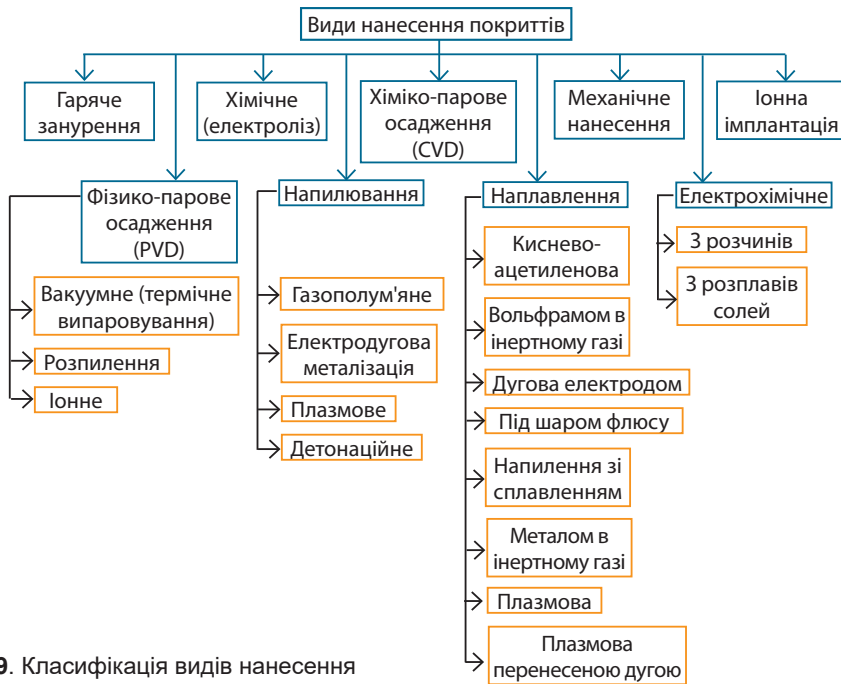 Види нанесення покриттів
Гаряче
занурення
Хімічне
(електроліз)
Хіміко-парове
осадження
(CVD)
Механічне
нанесення
Іонна
імплантація
Фізико-парове
осадження
(PVD)
Вакуумне (термічне
випаровування)
Розпилення
Іонне
Напилювання
Газополум'яне
Електродугова
металізація
Плазмове
Детонаційне
Наплавлення
Киснево-
ацетиленова
Вольфрамом в
інертному газі
Дугова електродом
Під шаром флюсу
Напилення зі
сплавленням
Металом в
інертному газі
Плазмова
Плазмова
перенесеною дугою
Електрохімічне
З розчинів
З розплавів
солей
9. Класифікація видів нанесення